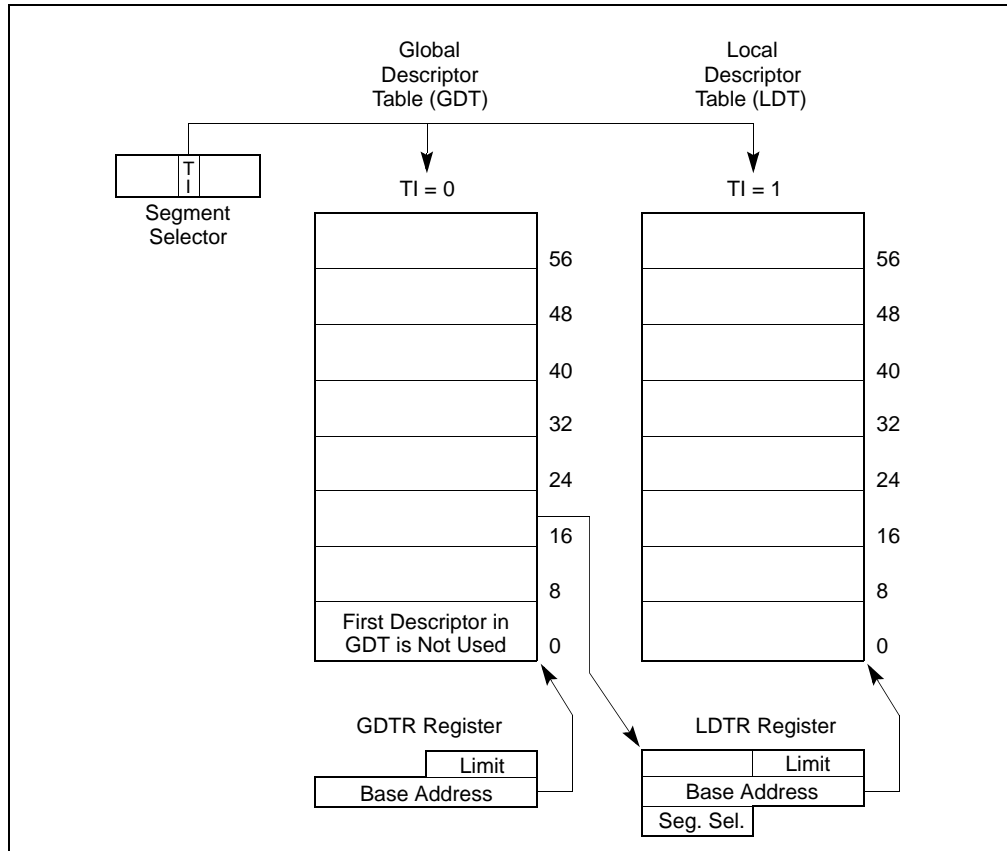 Global
Descriptor
Table (GDT)
Local
Descriptor
Table (LDT)
T
I
Segment
Selector
TI = 0
TI = 1
56
48
40
32
24
16
8
0
First Descriptor in
GDT is Not Used
56
48
40
32
24
16
8
0
GDTR Register
Limit
Base Address
LDTR Register
Limit
Base Address
Seg. Sel.